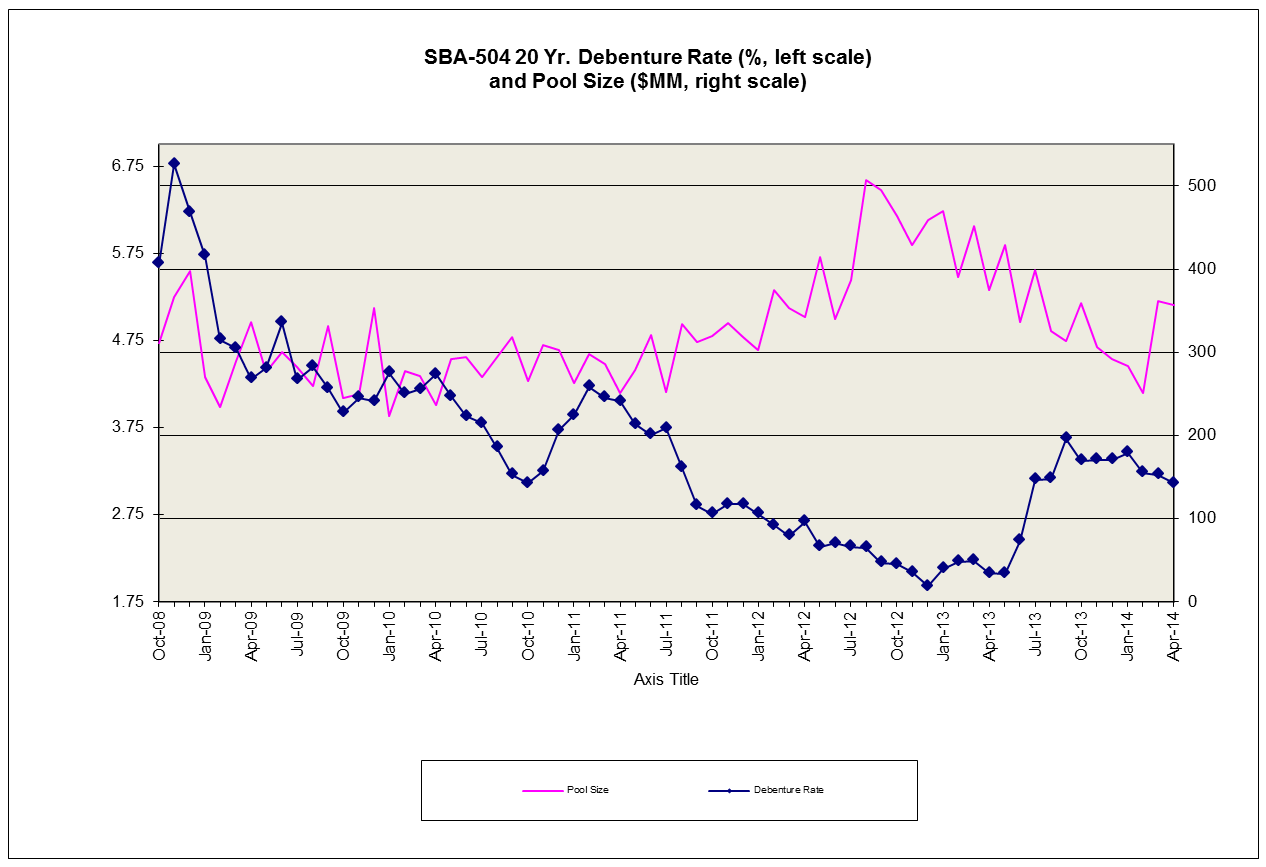 SBA-504 20 Yr. Debenture Rate (%, left scale)
and Pool Size ($MM, right scale)
6.75
5.75
4.75
3.75
2.75
1.75
500
400
300
200
100
0
Oct-08
Jan-09
Apr-09
Jul-09
Oct-09
Jan-10
Apr-10
Jul-10
Oct-10
Jan-11
Apr-11
Jul-11
Oct-11
Jan-12
Apr-12
Jul-12
Oct-12
Jan-13
Apr-13
Jul-13
Oct-13
Jan-14
Apr-14
Axis Title
Pool Size
Debenture Rate